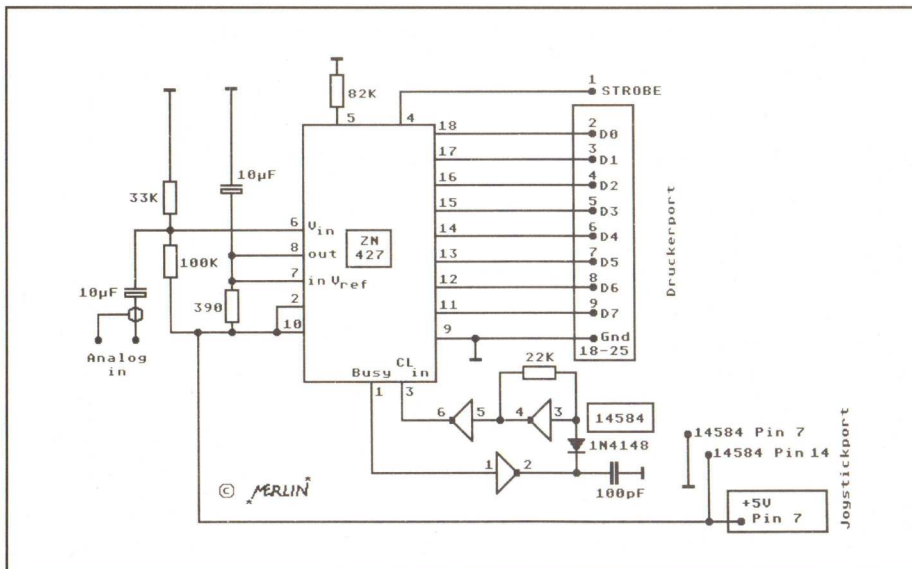 1
STROBE
82K
5
4
18
2
D0
17
3
D1
10µF
16
4
D2
33K
15
5
D3
6
Vin
14
6
D4
ZN
427
8
out
13
7
D5
100K
7
in Vref
12
8
D6
10µF
390
2
11
9
D7
10
9
Gnd
18-25
Druckerport
Analog
in
22K
Busy
CL
in
1
3
6
5
4
3
14584
1N4148
1
2
100pF
© MERLIN
14584 Pin 7
14584 Pin 14
+5V
Pin 7
Joystickport